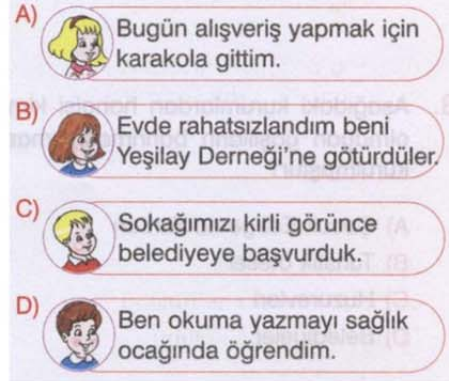 A) Bugün alışveriş yapmak için
karakola gittim.
B) Evde rahatsızlandım beni
Yeşilay Derneği'ne götürdüler.
C) Sokağımızı kirli görünce
belediyeye başvurduk.
D) Ben okuma yazmayı sağlık
ocağında öğrendim.